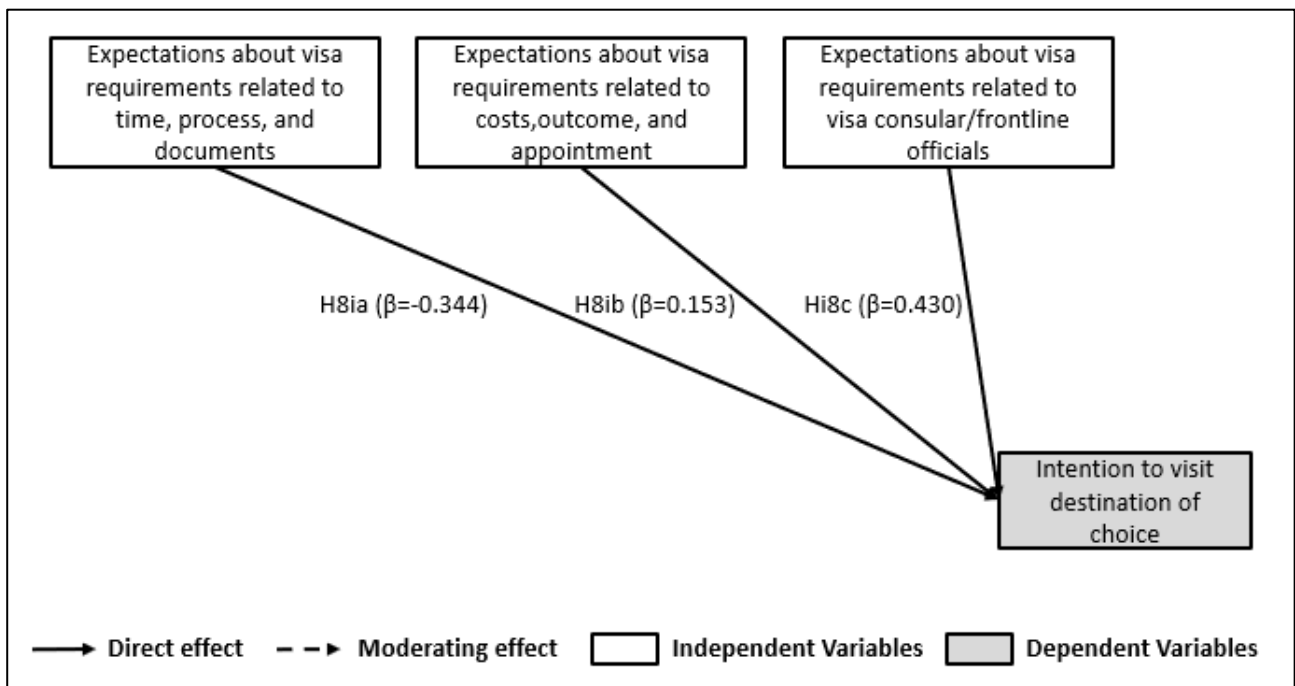 Expectations about visa
requirements related to
time, process, and
documents
Expectations about visa
requirements related to
costs,outcome, and
appointment
Expectations about visa
requirements related to
visa consular/frontline
officials
H8ia (β=-0.344)
H8ib (β=0.153)
Hi8c (β=0.430)
Intention to visit
destination of
choice
Direct effect
Moderating effect
Independent Variables
Dependent Variables